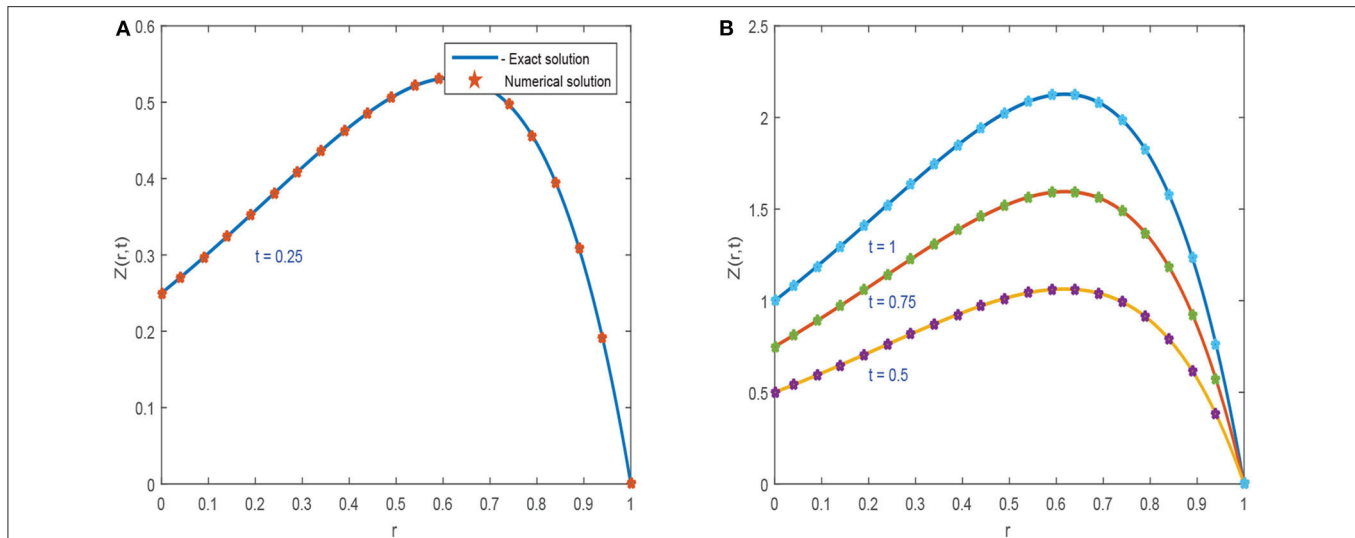 A
0.6
0.5
0.4
0.3
0.2
0.1
0
Z(r,t)
- Exact solution
Numerical solution
t = 0.25
0 0.1 0.2 0.3 0.4 0.5 0.6 0.7 0.8 0.9 1
r
B
2.5
2
1.5
1
0.5
0
Z(r,t)
t = 1
t = 0.75
t = 0.5
0 0.1 0.2 0.3 0.4 0.5 0.6 0.7 0.8 0.9 1
r